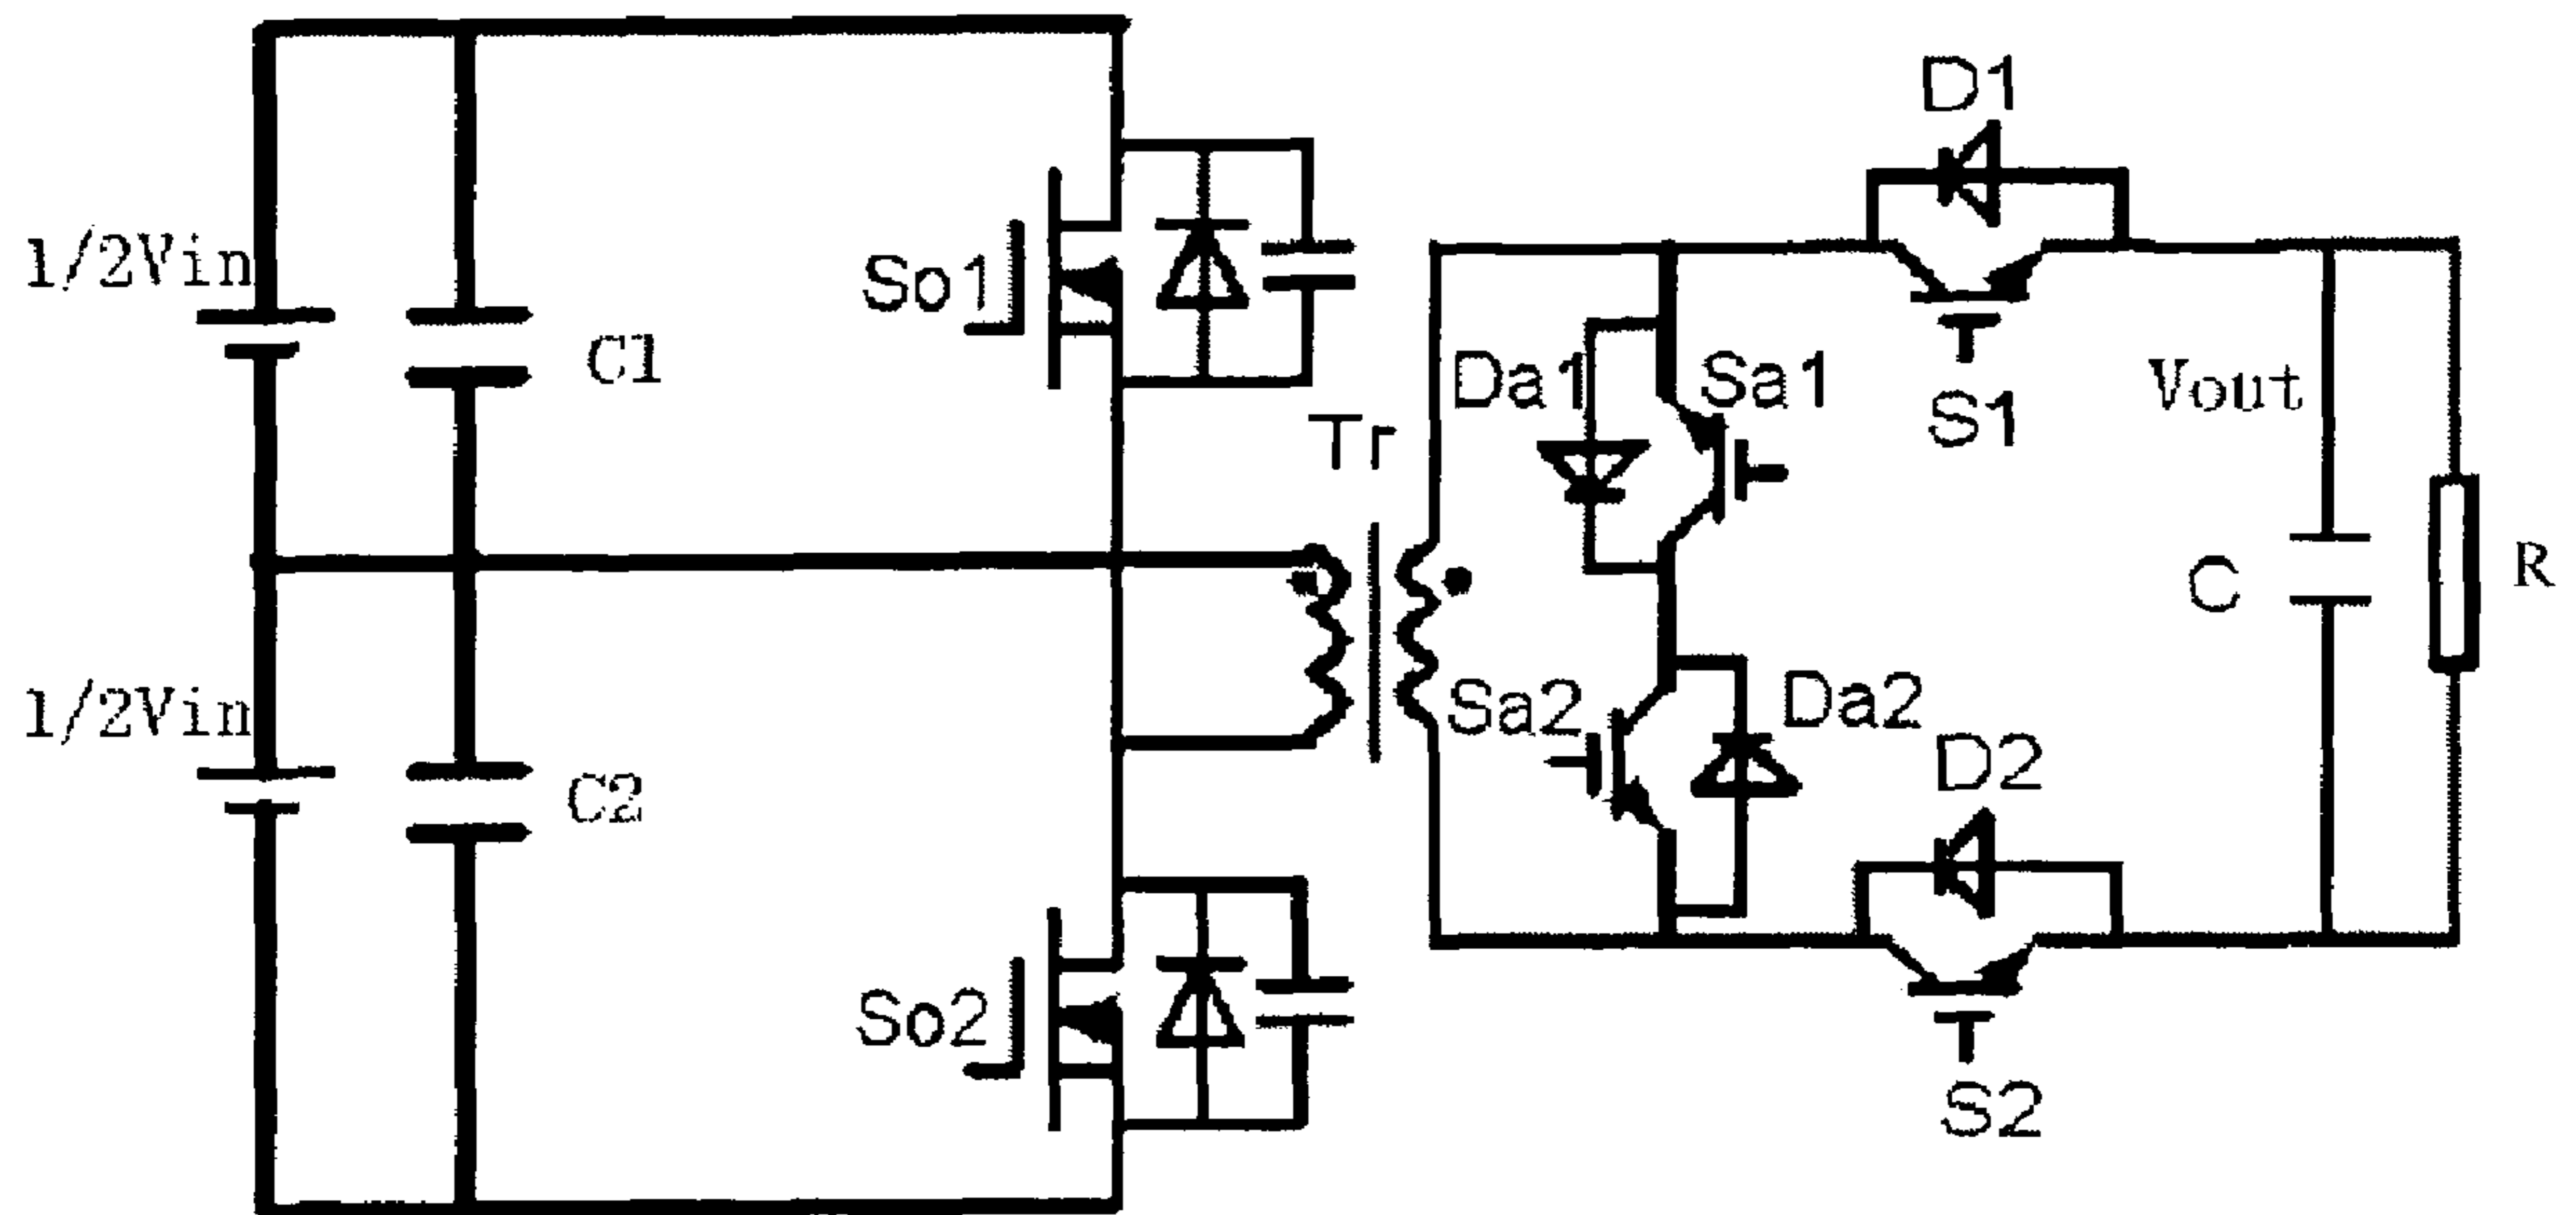 D1
1/2Vin
So1
C1
Da1
Sa1
S1
Vout
Tr
C
R
1/2Vin
Sa2
Da2
D2
C2
So2
S2